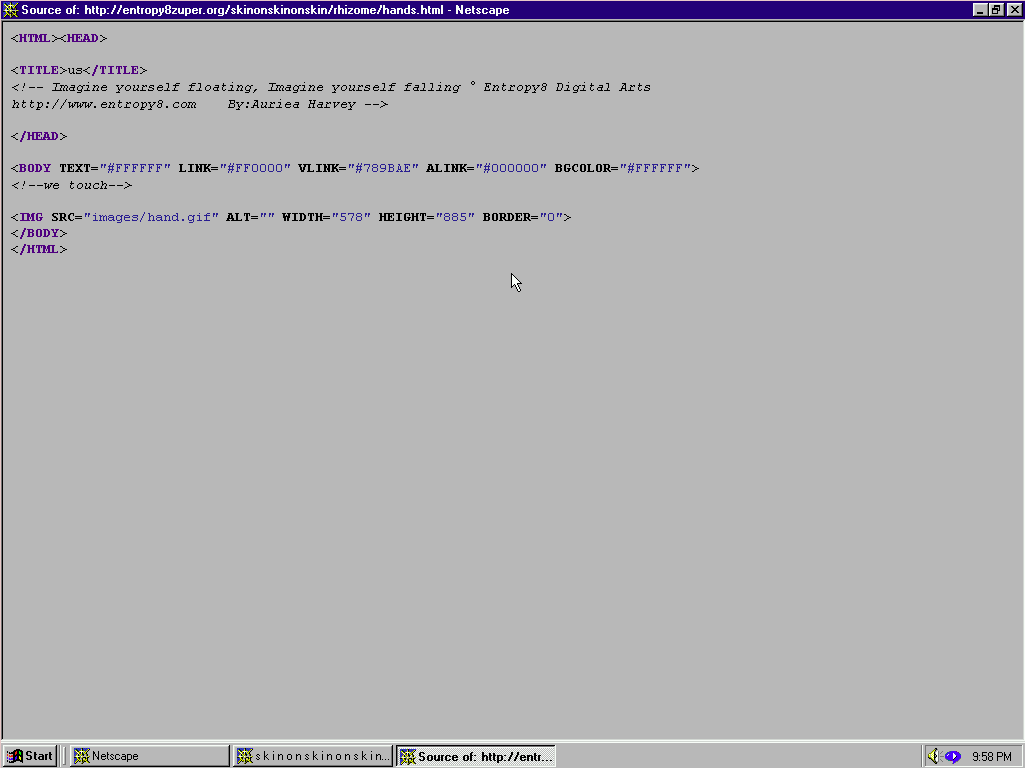 Source of: http://entropy8zuper.org/skinonskinonskin/rhizome/hands.html - Netscape
<HTML><HEAD>
<TITLE>us</TITLE>
<!-- Imagine yourself floating, Imagine yourself falling ° Entropy8 Digital Arts
http://www.entropy8.com    By:Auriea Harvey -->
</HEAD>
<BODY TEXT="#FFFFFF" LINK="#FF0000" VLINK="#789BAE" ALINK="#000000" BGCOLOR="#FFFFFF">
<!--we touch-->
<IMG SRC="images/hand.gif" ALT="" WIDTH="578" HEIGHT="885" BORDER="0">
</BODY>
</HTML>
Start Netscape s k i n o n s k i n o n s k i n... Source of: http://entr... 9:58 PM